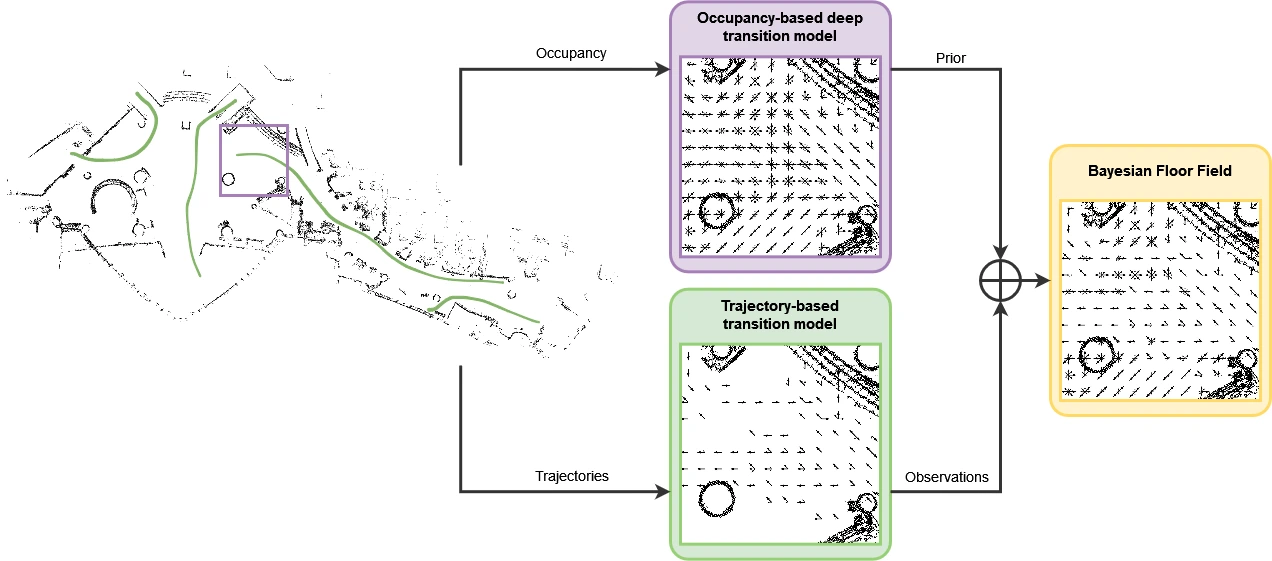 Occupancy-based deep
transition model
Occupancy
Prior
Bayesian Floor Field
Trajectory-based
transition model
Trajectories
Observations